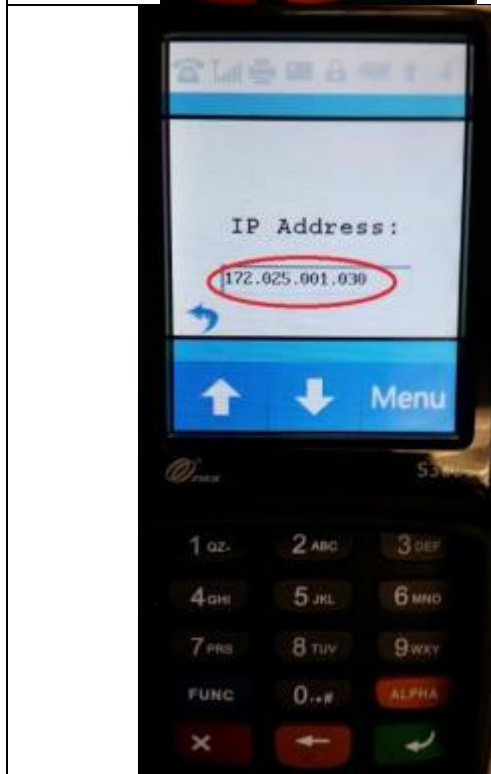 IP Address:
172.025.001.030
Menu
1 QZ.
2 ABC
3 DEF
4 GHI
5 JKL
6 MNO
7 PRS
8 TUV
9 WXY
FUNC
0
ALPHA